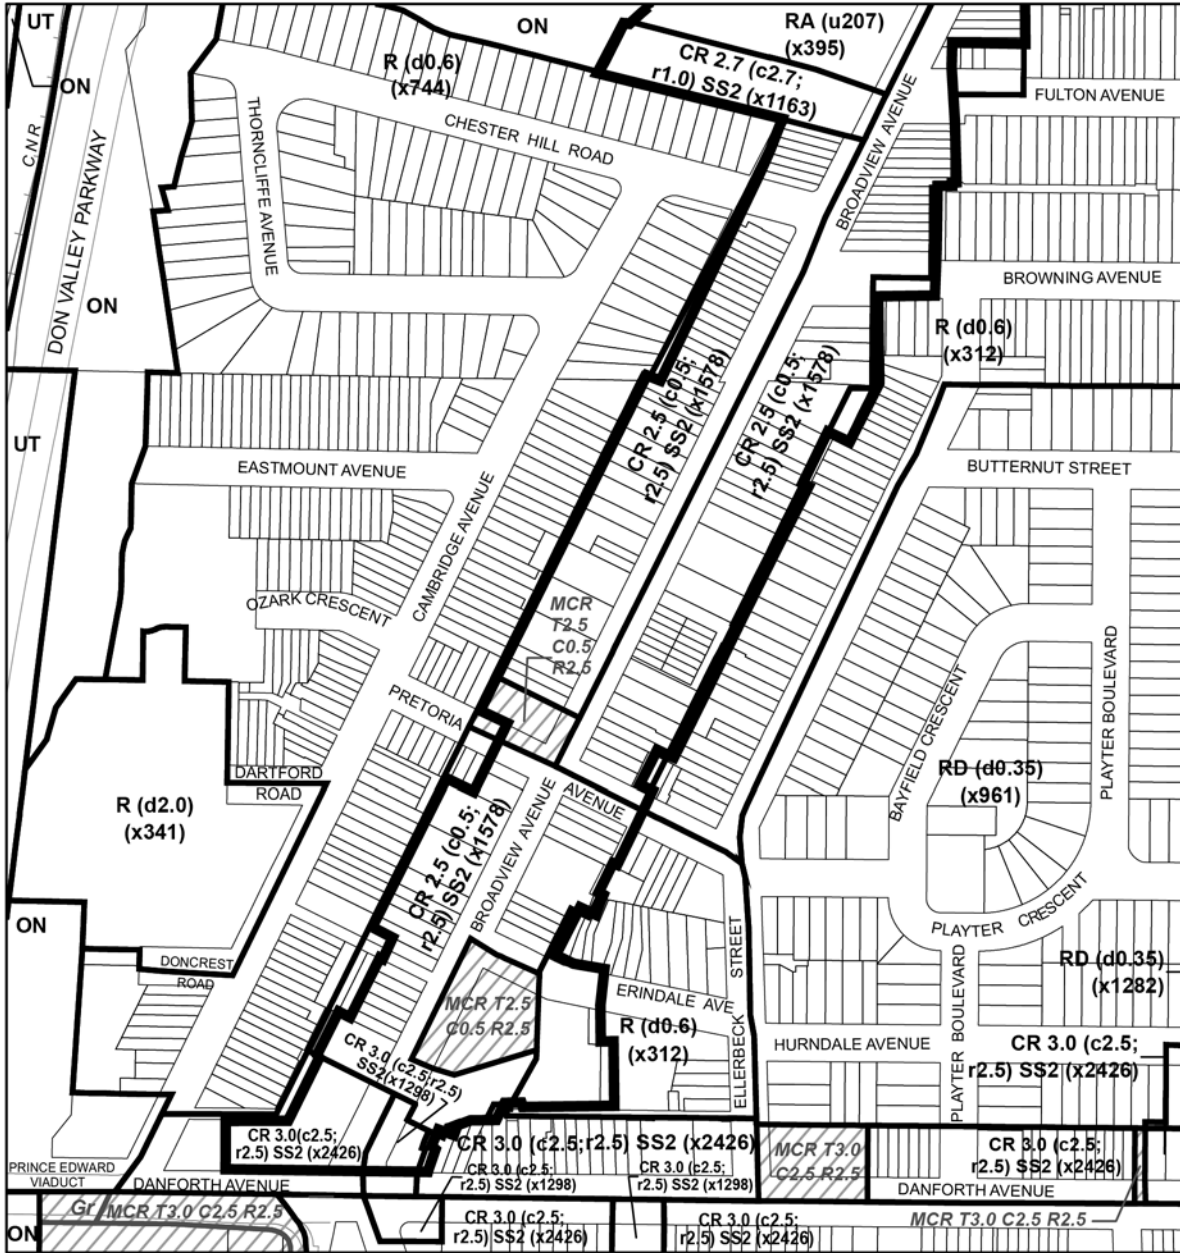 UT
ON
RA (u207)
(x395)
CR 2.7 (c2.7;
r1.0) SS2 (x1163)
R (d0.6)
(x744)
ON
C.N.R
DON VALLEY PARKWAY
THORNCLIFFE AVENUE
CHESTER HILL ROAD
BROADVIEW AVENUE
FULTON AVENUE
BROWNING AVENUE
ON
R (d0.6)
(x312)
CR 2.5 (c0.5;
r2.5) SS2 (x1578)
CR 2.5 (c0.5;
r2.5) SS2 (x1578)
UT
EASTMOUNT AVENUE
BUTTERNUT STREET
CAMBRIDGE AVENUE
OZARK CRESCENT
MCR
T2.5
C0.5
R2.5
PRETORIA
AVENUE
BAYFIELD CRESCENT
PLAYTER BOULEVARD
DARTFORD
ROAD
RD (d0.35)
(x961)
R (d2.0)
(x341)
CR 2.5 (c0.5;
r2.5) SS2 (x1578)
BROADVIEW AVENUE
ON
PLAYTER CRESCENT
ELLERBECK STREET
DONCREST
ROAD
RD (d0.35)
(x1282)
PLAYTER BOULEVARD
ERINDALE AVE
MCR T2.5
C0.5 R2.5
R (d0.6)
(x312)
HURNDALE AVENUE
CR 3.0 (c2.5;
r2.5) SS2 (x2426)
CR 3.0 (c2.5;r2.5)
SS2(x1298)
CR 3.0(c2.5;
r2.5) SS2 (x2426)
CR 3.0 (c2.5;r2.5) SS2 (x2426)
MCR T3.0
C2.5 R2.5
CR 3.0 (c2.5;
r2.5) SS2 (x2426)
PRINCE EDWARD
VIADUCT
DANFORTH AVENUE
CR 3.0 (c2.5;
r2.5) SS2 (x1298)
CR 3.0 (c2.5;
r2.5) SS2 (x1298)
DANFORTH AVENUE
Gr
MCR T3.0 C2.5 R2.5
ON
CR 3.0 (c2.5;
r2.5) SS2 (x2426)
CR 3.0 (c2.5;
r2.5) SS2 (x2426)
MCR T3.0 C2.5 R2.5